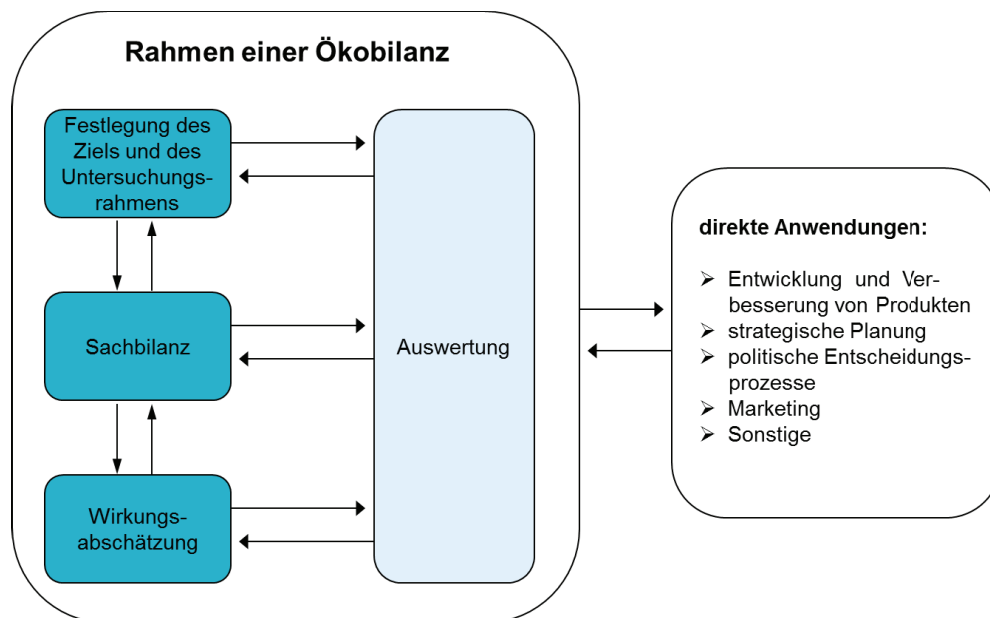 Rahmen einer Ökobilanz
Festlegung des
Ziels und des
Untersuchungs-
rahmens
Sachbilanz
Wirkungs-
abschätzung
Auswertung
direkte Anwendungen:
➢ Entwicklung und Ver-
besserung von Produkten
➢ strategische Planung
➢ politische Entscheidungs-
prozesse
➢ Marketing
➢ Sonstige